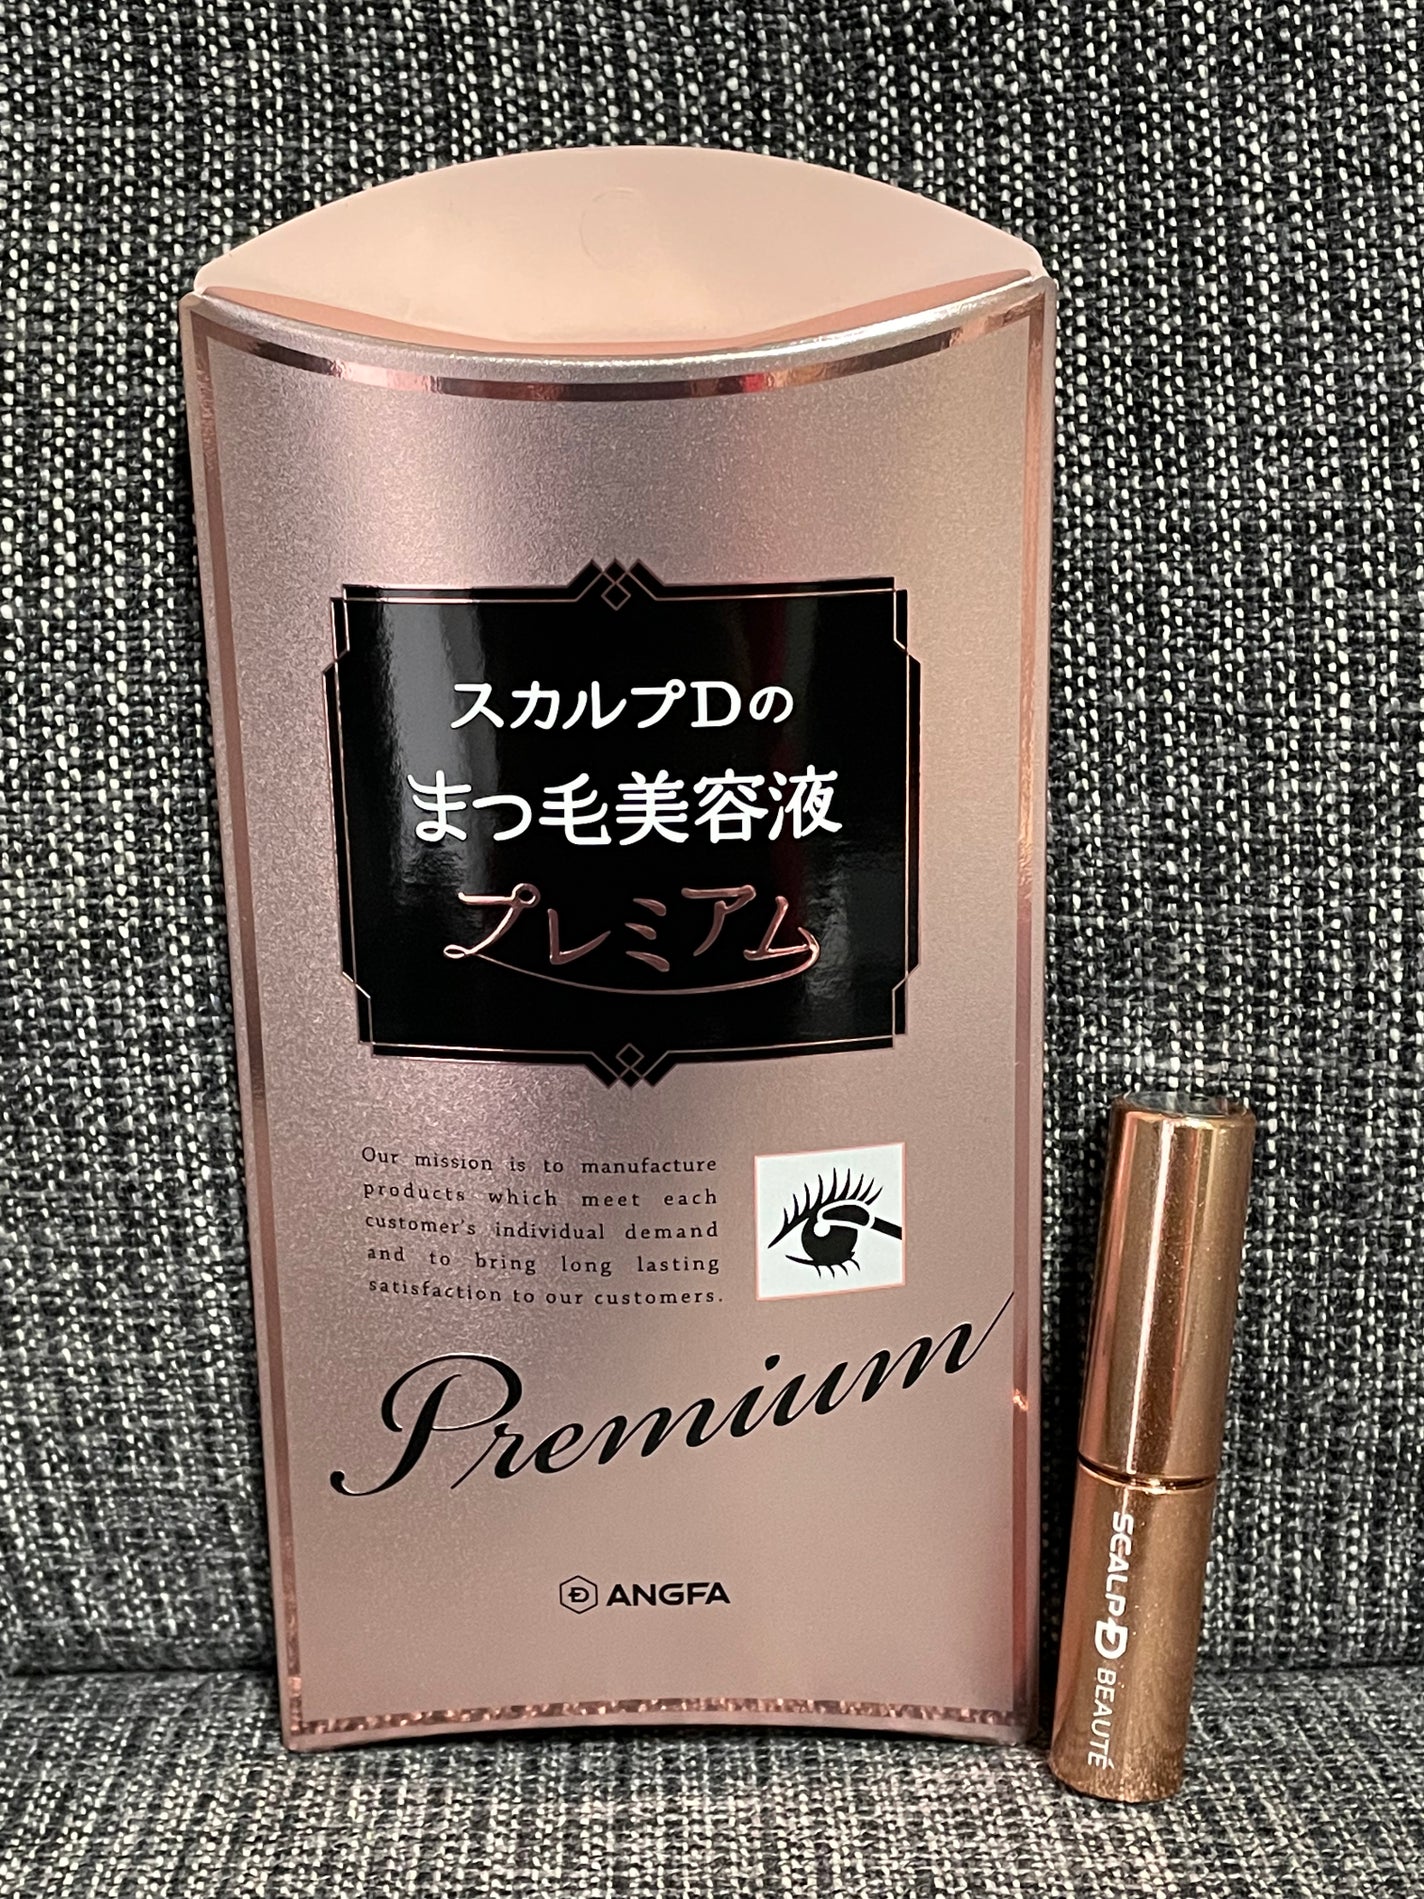 スカルプDの
まつ毛美容液
プレミアム
Our mission is to manufacture
products which meet each
customer's individual demand
and to bring long lasting
satisfaction to our customers.
Premium
ANGFA
SCALP-D BEAUTÉ